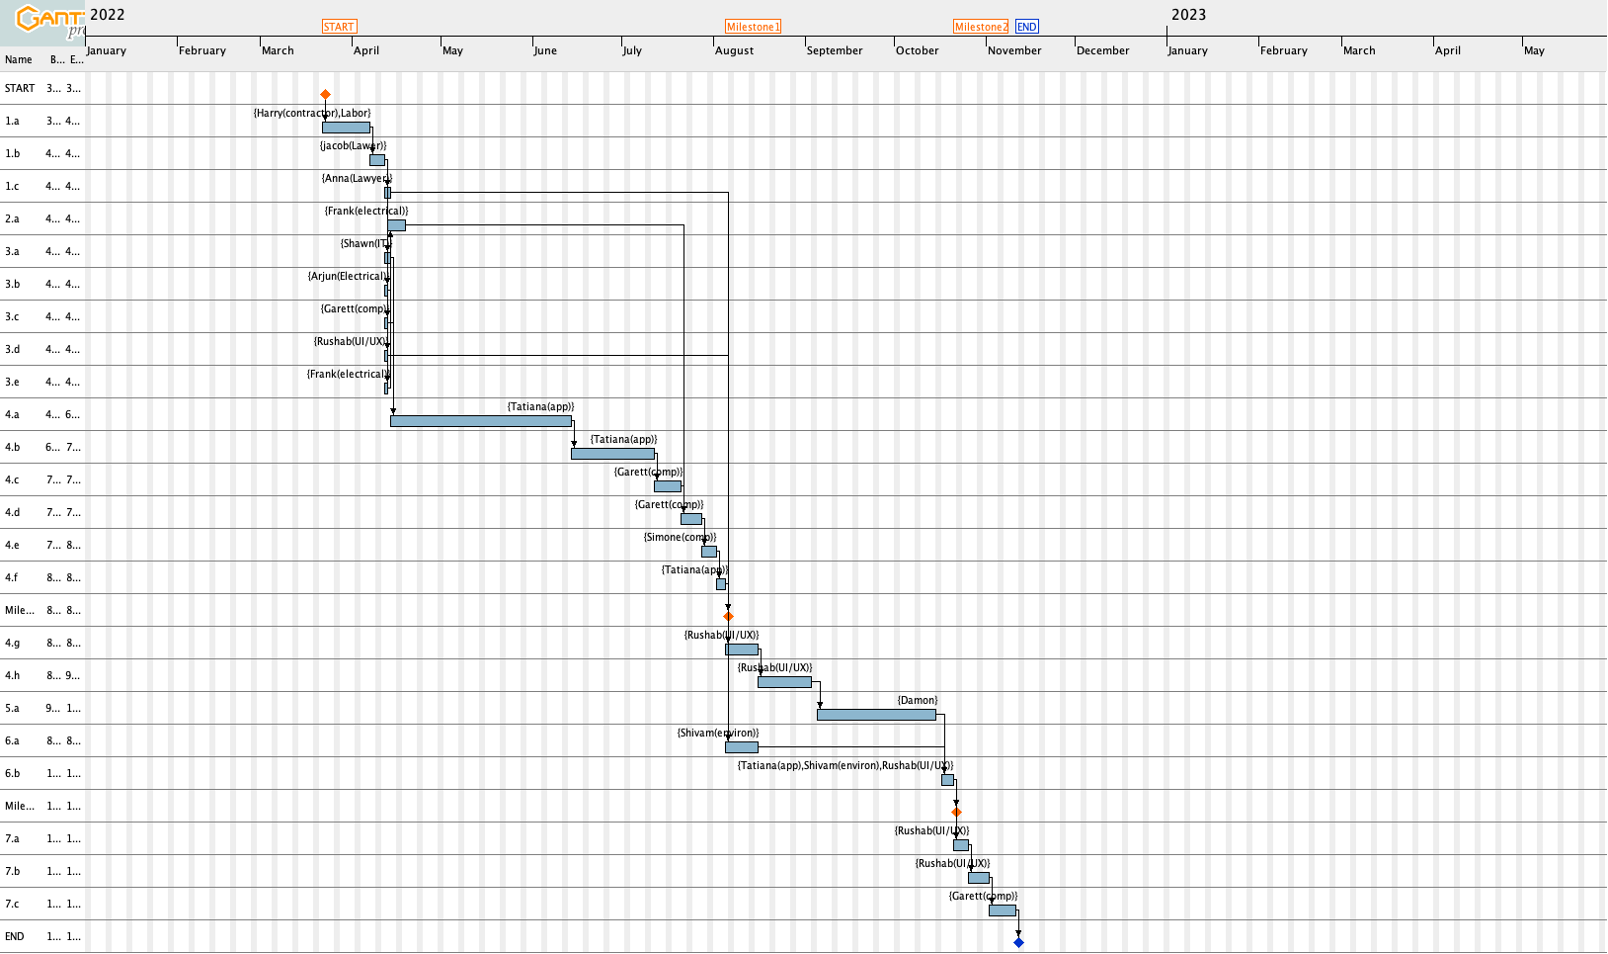 GANTT
pro
2022
2023
START
Milestone1
Milestone2
END
January
February
March
April
May
June
July
August
September
October
November
December
January
February
March
April
May
Name B... E...
START 3... 3...
{Harry(contractor),Labor}
1.a 3... 4...
{jacob(Lawer)}
1.b 4... 4...
{Anna(Lawyer)}
1.c 4... 4...
{Frank(electrical)}
2.a 4... 4...
{Shawn(IT)}
3.a 4... 4...
{Arjun(Electrical)}
3.b 4... 4...
{Garett(comp)}
3.c 4... 4...
{Rushab(UI/UX)}
3.d 4... 4...
{Frank(electrical)}
3.e 4... 4...
{Tatiana(app)}
4.a 4... 6...
{Tatiana(app)}
4.b 6... 7...
{Garett(comp)}
4.c 7... 7...
{Garett(comp)}
4.d 7... 7...
{Simone(comp)}
4.e 7... 8...
{Tatiana(app)}
4.f 8... 8...
Mile... 8... 8...
{Rushab(UI/UX)}
4.g 8... 8...
{Rushab(UI/UX)}
4.h 8... 9...
{Damon}
5.a 9... 1...
{Shivam(environ)}
6.a 8... 8...
{Tatiana(app),Shivam(environ),Rushab(UI/UX)}
6.b 1... 1...
Mile... 1... 1...
{Rushab(UI/UX)}
7.a 1... 1...
{Rushab(UI/UX)}
7.b 1... 1...
{Garett(comp)}
7.c 1... 1...
END 1... 1...